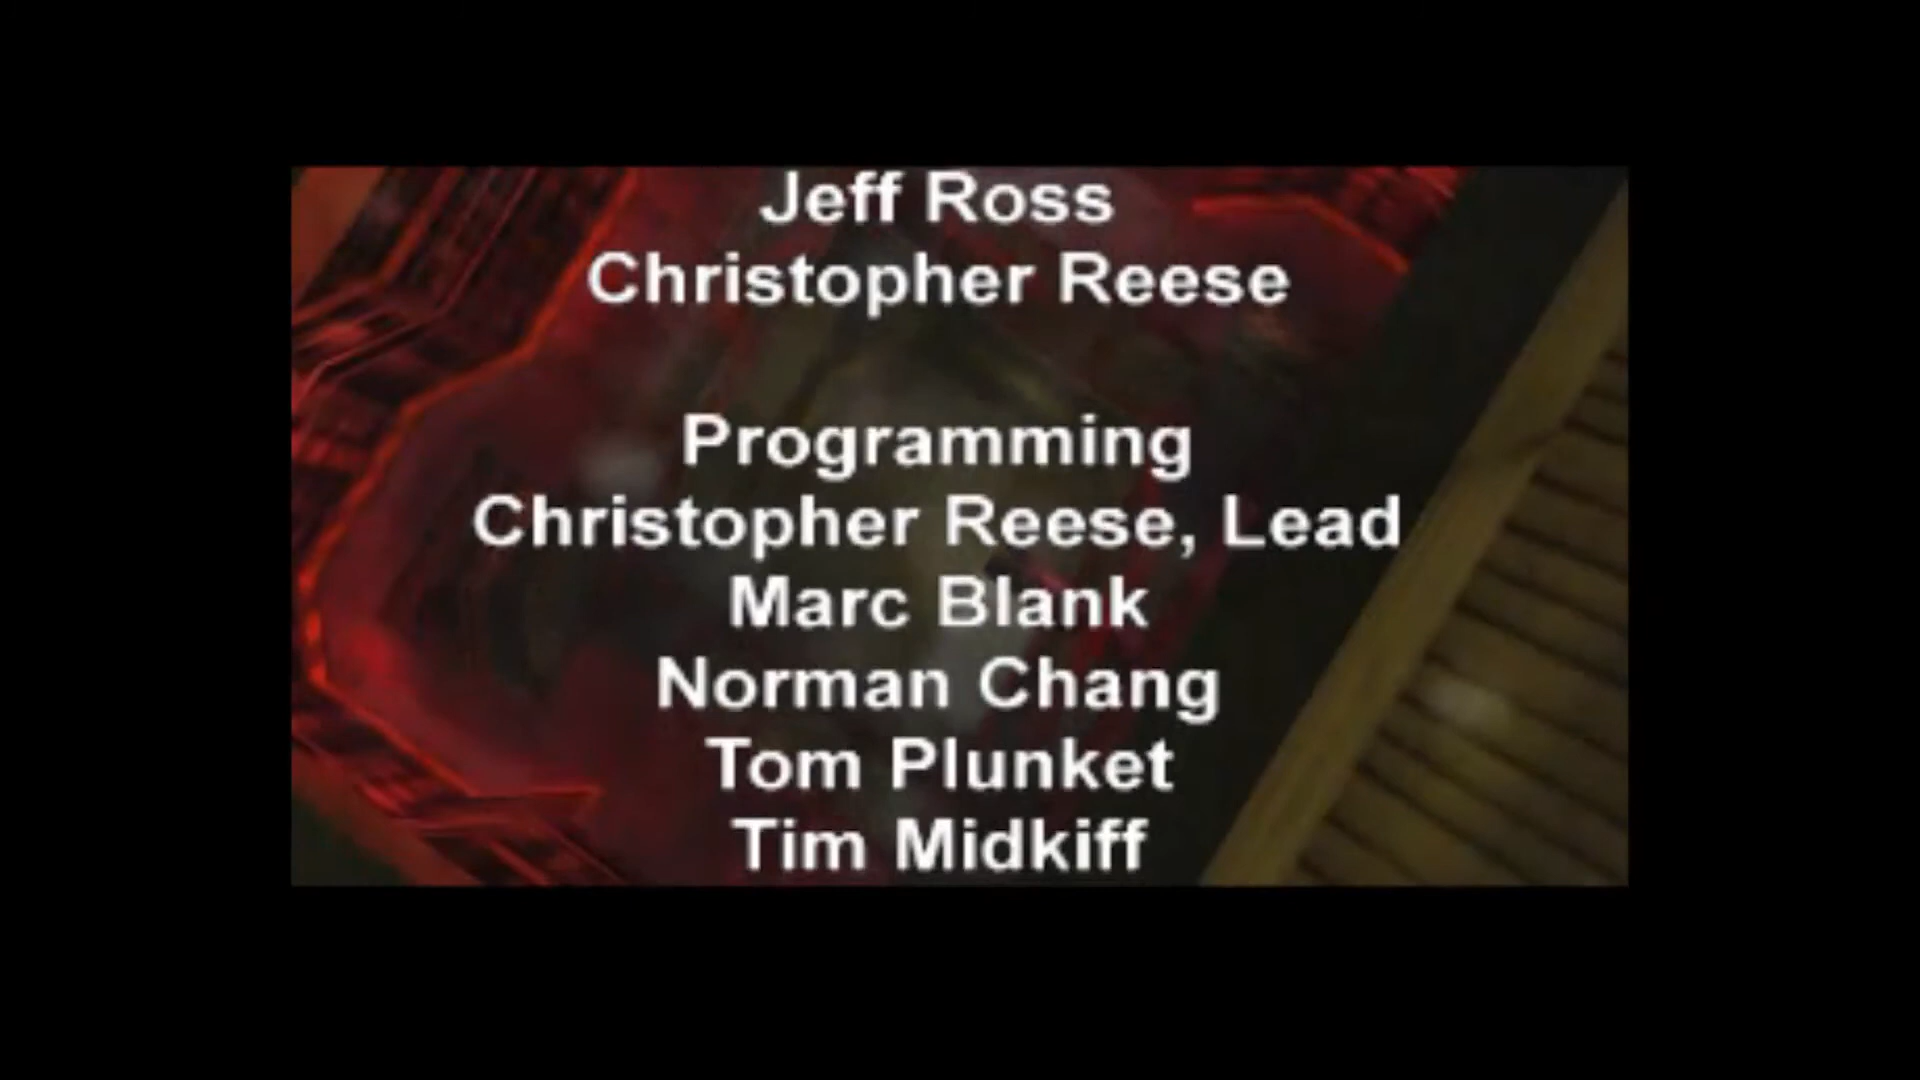 Jeff Ross
Christopher Reese
Programming
Christopher Reese, Lead
Marc Blank
Norman Chang
Tom Plunket
Tim Midkiff